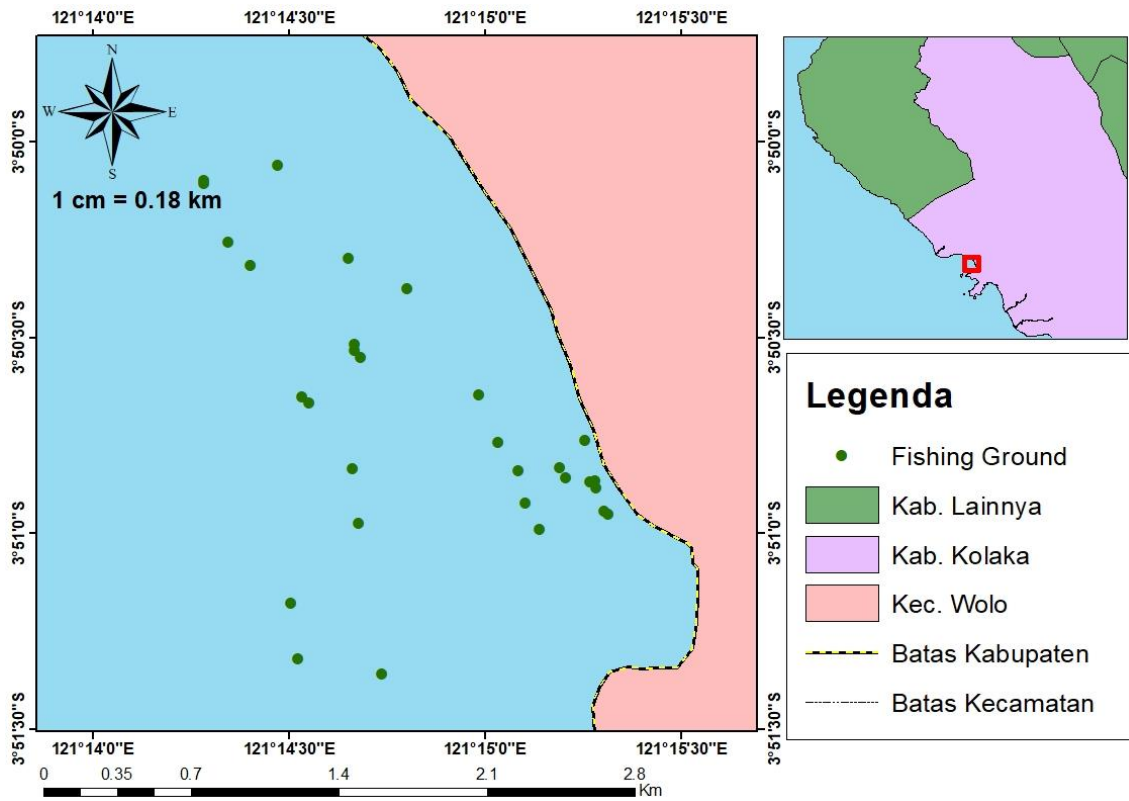 121°14'0"E 121°14'30"E 121°15'0"E 121°15'30"E
N
W E
S
1 cm = 0.18 km
3°50'0"S
3°50'30"S
3°51'0"S
3°51'30"S
3°50'0"S
3°50'30"S
3°51'0"S
3°51'30"S
121°14'0"E 121°14'30"E 121°15'0"E 121°15'30"E
0 0.35 0.7 1.4 2.1 2.8
Km
Legenda
Fishing Ground
Kab. Lainnya
Kab. Kolaka
Kec. Wolo
Batas Kabupaten
Batas Kecamatan